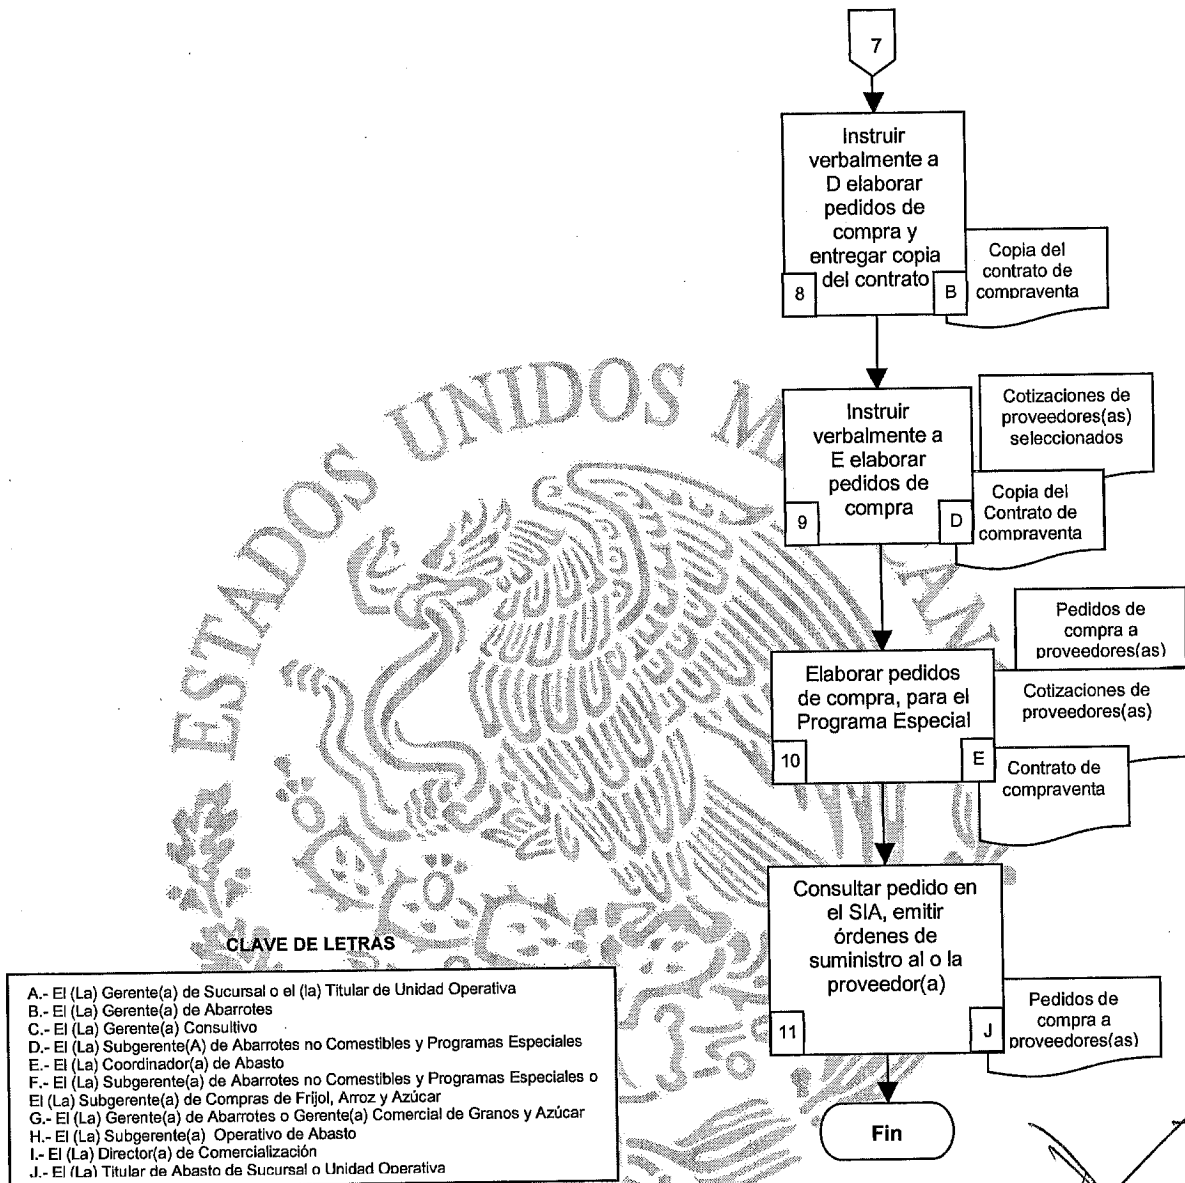 7
Instruir
verbalmente a
D elaborar
pedidos de
compra y
entregar copia
del contrato
8
B
Copia del
contrato de
compraventa
Instruir
verbalmente a
E elaborar
pedidos de
compra
9
D
Cotizaciones de
proveedores(as)
seleccionados
Copia del
Contrato de
compraventa
Elaborar pedidos
de compra, para el
Programa Especial
10
E
Pedidos de
compra a
proveedores(as)
Cotizaciones de
proveedores(as)
Contrato de
compraventa
Consultar pedido en
el SIA, emitir
órdenes de
suministro al o la
proveedor(a)
11
J
Pedidos de
compra a
proveedores(as)
Fin
ESTADOS UNIDOS M
CAN
CLAVE DE LETRAS
A.- El (La) Gerente(a) de Sucursal o el (la) Titular de Unidad Operativa
B.- El (La) Gerente(a) de Abarrotes
C.- El (La) Gerente(a) Consultivo
D.- El (La) Subgerente(A) de Abarrotes no Comestibles y Programas Especiales
E.- El (La) Coordinador(a) de Abasto
F.- El (La) Subgerente(a) de Abarrotes no Comestibles y Programas Especiales o
El (La) Subgerente(a) de Compras de Frijol, Arroz y Azúcar
G.- El (La) Gerente(a) de Abarrotes o Gerente(a) Comercial de Granos y Azúcar
H.- El (La) Subgerente(a) Operativo de Abasto
I.- El (La) Director(a) de Comercialización
J.- El (La) Titular de Abasto de Sucursal o Unidad Operativa